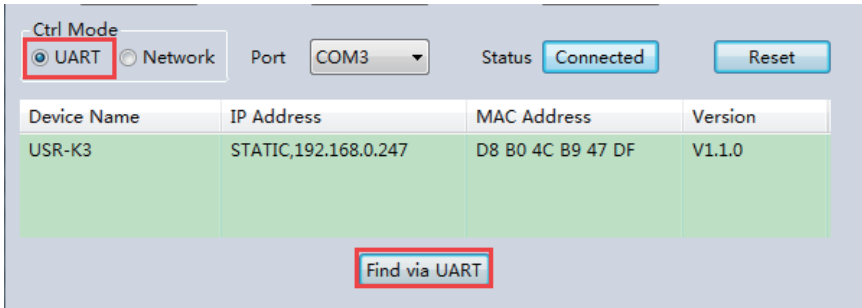 Ctrl Mode
UART Network Port COM3 Status Connected Reset
Device Name IP Address MAC Address Version
USR-K3 STATIC,192.168.0.247 D8 B0 4C B9 47 DF V1.1.0
Find via UART